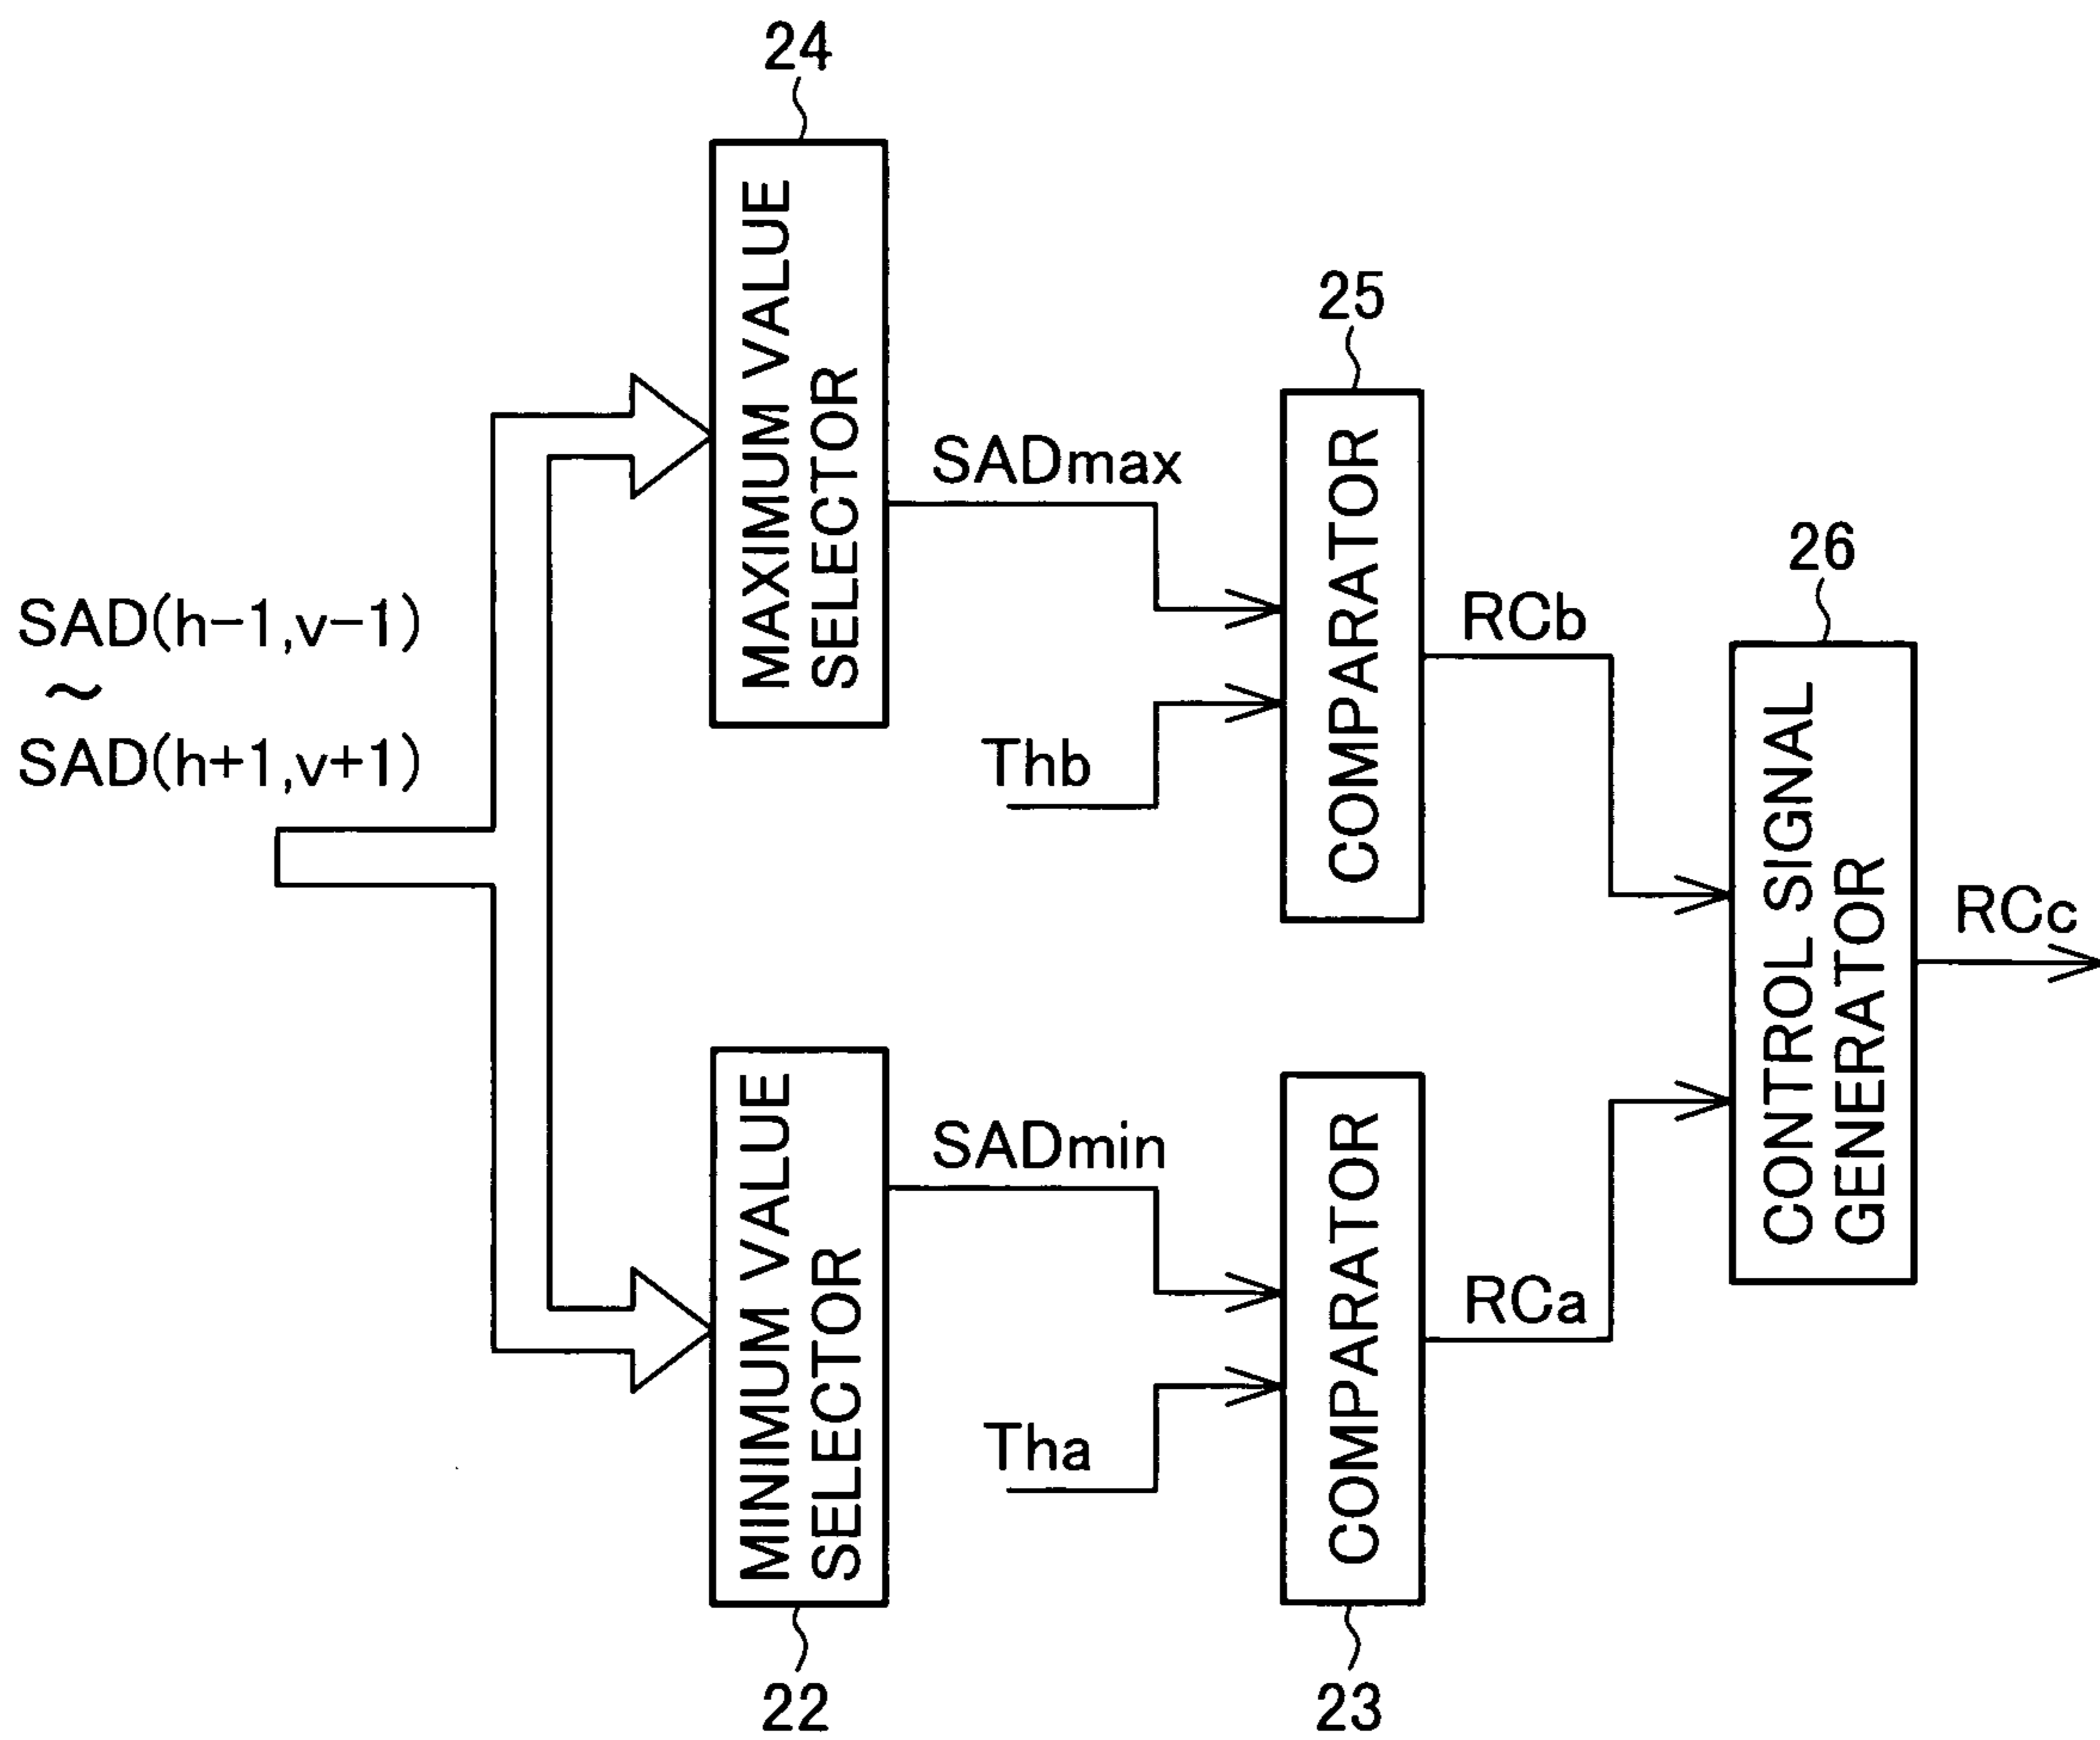 24
MAXIMUM VALUE
SELECTOR
25
SADmax
COMPARATOR
26
SAD(h-1,v-1)
~
SAD(h+1,v+1)
RCb
Thb
CONTROL SIGNAL
GENERATOR
RCc
MINIMUM VALUE
SELECTOR
SADmin
COMPARATOR
RCa
Tha
22
23